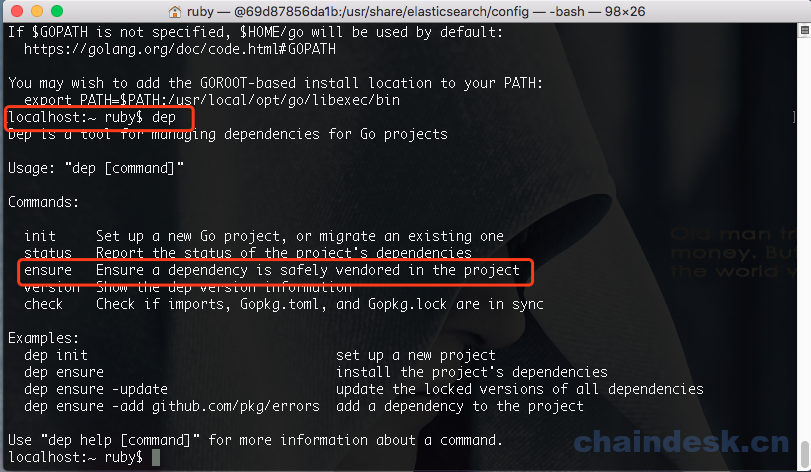 ruby — @69d87856da1b:/usr/share/elasticsearch/config — -bash — 98×26
If $GOPATH is not specified, $HOME/go will be used by default:
https://golang.org/doc/code.html#GOPATH
You may wish to add the GOROOT-based install location to your PATH:
export PATH=$PATH:/usr/local/opt/go/libexec/bin
localhost:~ ruby$ dep
Dep is a tool for managing dependencies for Go projects
Usage: "dep [command]"
Commands:
init Set up a new Go project, or migrate an existing one
status Report the status of the project's dependencies
ensure Ensure a dependency is safely vendored in the project
version Show the dep version information
check Check if imports, Gopkg.toml, and Gopkg.lock are in sync
Examples:
dep init set up a new project
dep ensure install the project's dependencies
dep ensure -update update the locked versions of all dependencies
dep ensure -add github.com/pkg/errors add a dependency to the project
Use "dep help [command]" for more information about a command.
localhost:~ ruby$
Old man
money. But
the world
chaindesk.cn